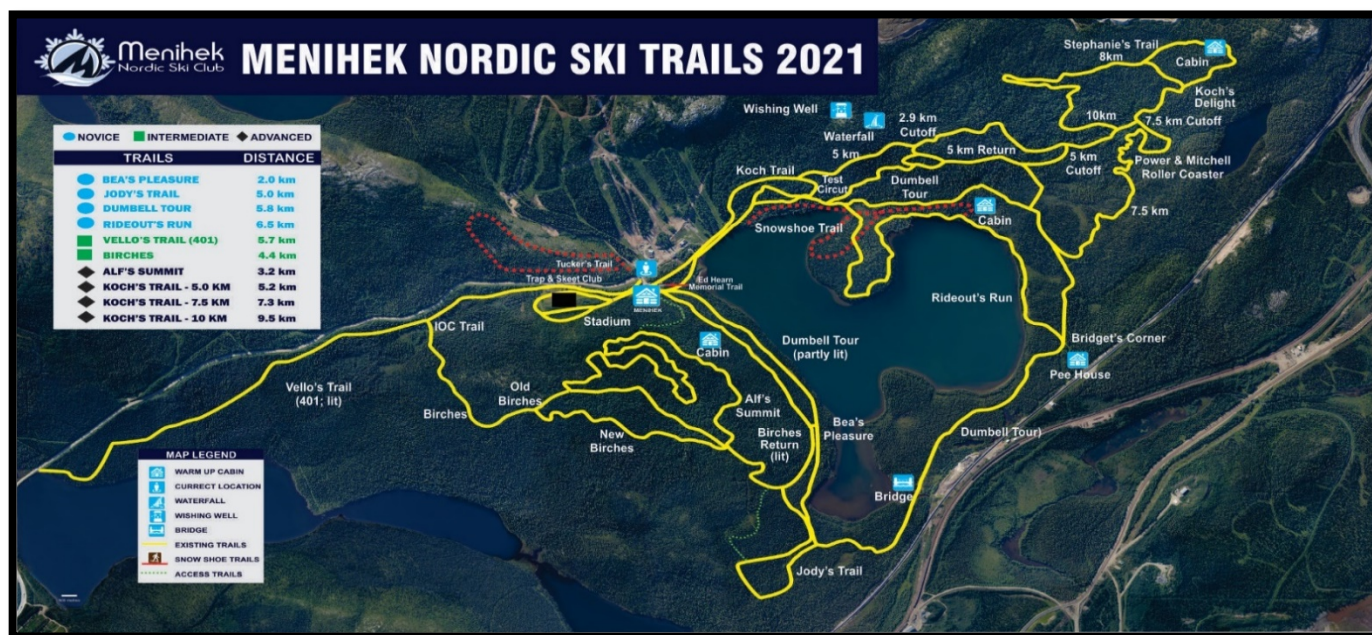 Menihek
Nordic Ski Club
MENIHEK NORDIC SKI TRAILS 2021
NOVICE INTERMEDIATE ADVANCED
TRAILS DISTANCE
BEA'S PLEASURE 2.0 km
JODY'S TRAIL 5.0 km
DUMBELL TOUR 5.8 km
RIDEOUT'S RUN 6.5 km
VELLO'S TRAIL (401) 5.7 km
BIRCHES 4.4 km
ALF'S SUMMIT 3.2 km
KOCH'S TRAIL - 5.0 KM 5.2 km
KOCH'S TRAIL - 7.5 KM 7.3 km
KOCH'S TRAIL - 10 KM 9.5 km
Stephanie's Trail
8km
Cabin
Koch's
Delight
10km
7.5 km Cutoff
Wishing Well
Waterfall
2.9 km
Cutoff
5 km
5 km Return
5 km
Cutoff
Power & Mitchell
Roller Coaster
Koch Trail
Test
Circut
Dumbell
Tour
Cabin
7.5 km
Snowshoe Trail
Tucker's Trail
Trap & Skeet Club
Ed Hearn
Memorial Trail
MENIHEK
Rideout's Run
IOC Trail
Stadium
Cabin
Dumbell Tour
(partly lit)
Bridget's Corner
Pee House
Vello's Trail
(401; lit)
Old
Birches
Birches
New
Birches
Alf's
Summit
Birches
Return
(lit)
Bea's
Pleasure
Dumbell Tour)
Bridge
Jody's Trail
MAP LEGEND
WARM UP CABIN
CURRECT LOCATION
WATERFALL
WISHING WELL
BRIDGE
EXISTING TRAILS
SNOW SHOE TRAILS
ACCESS TRAILS